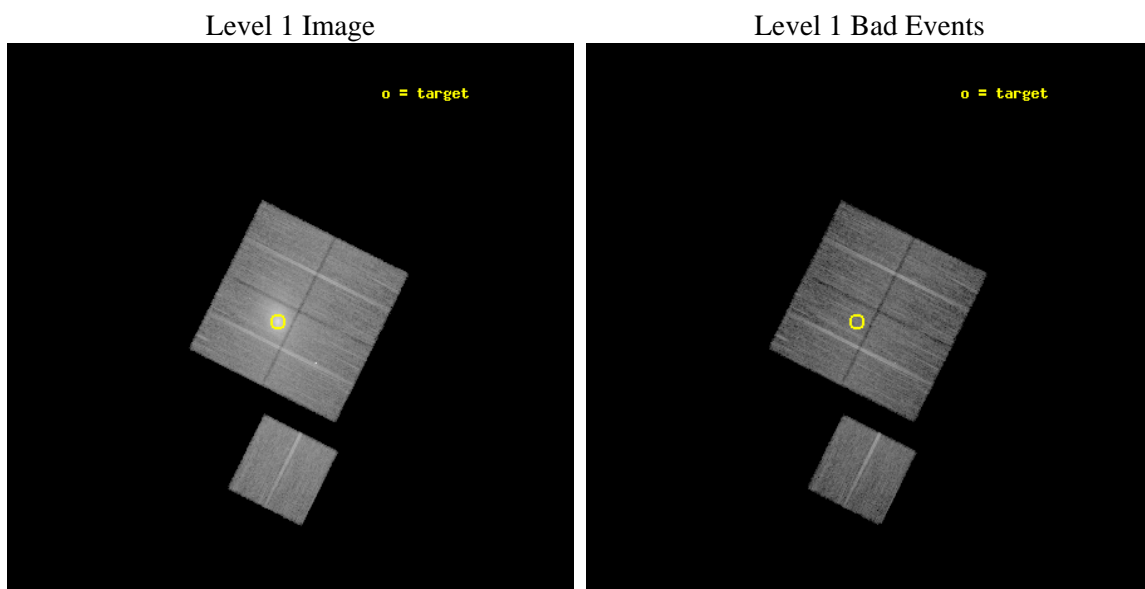 Level 1 Image
Level 1 Bad Events
o = target
o = target